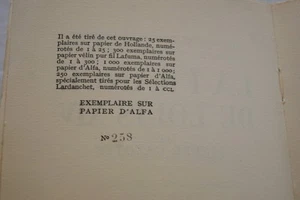 Il a été tiré de cet ouvrage : 25 exem-
plaires sur papier de Hollande, numé-
rotés de 1 à 25 ; 300 exemplaires sur
papier vélin pur fil Lafuma, numérotés
de 1 à 300 ; 1 000 exemplaires sur
papier d'Alfa, numérotés de 1 à 1 000 ;
250 exemplaires sur papier d'Alfa,
spécialement tirés pour les Sélections
Lardanchet, numérotés de 1 à CCL
EXEMPLAIRE SUR
PAPIER D'ALFA
No 258